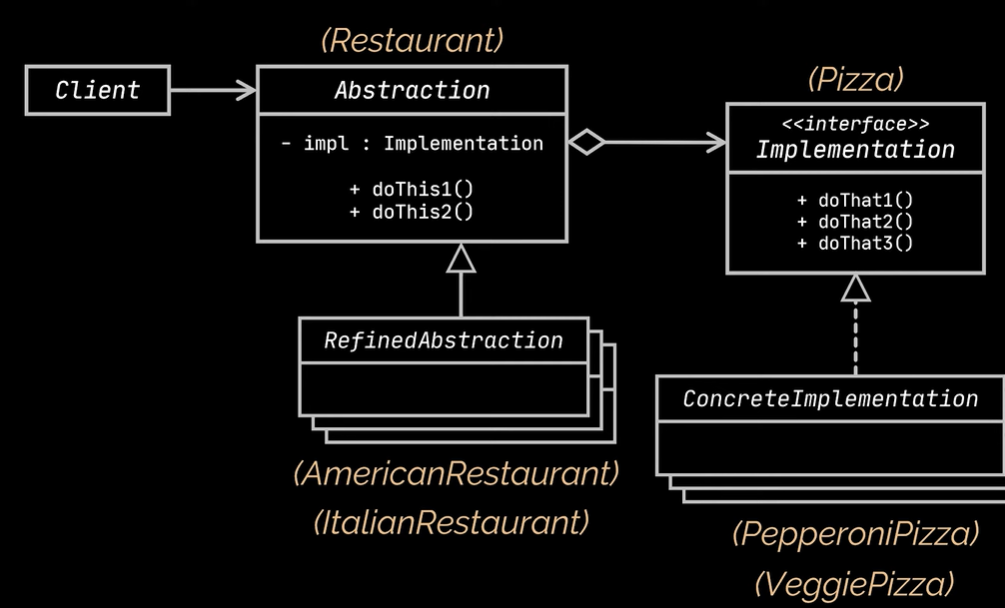 (Restaurant)
Client
Abstraction
- impl : Implementation
+ doThis1()
+ doThis2()
(Pizza)
<<interface>>
Implementation
+ doThat1()
+ doThat2()
+ doThat3()
RefinedAbstraction
(AmericanRestaurant)
(ItalianRestaurant)
ConcreteImplementation
(PepperoniPizza)
(VeggiePizza)